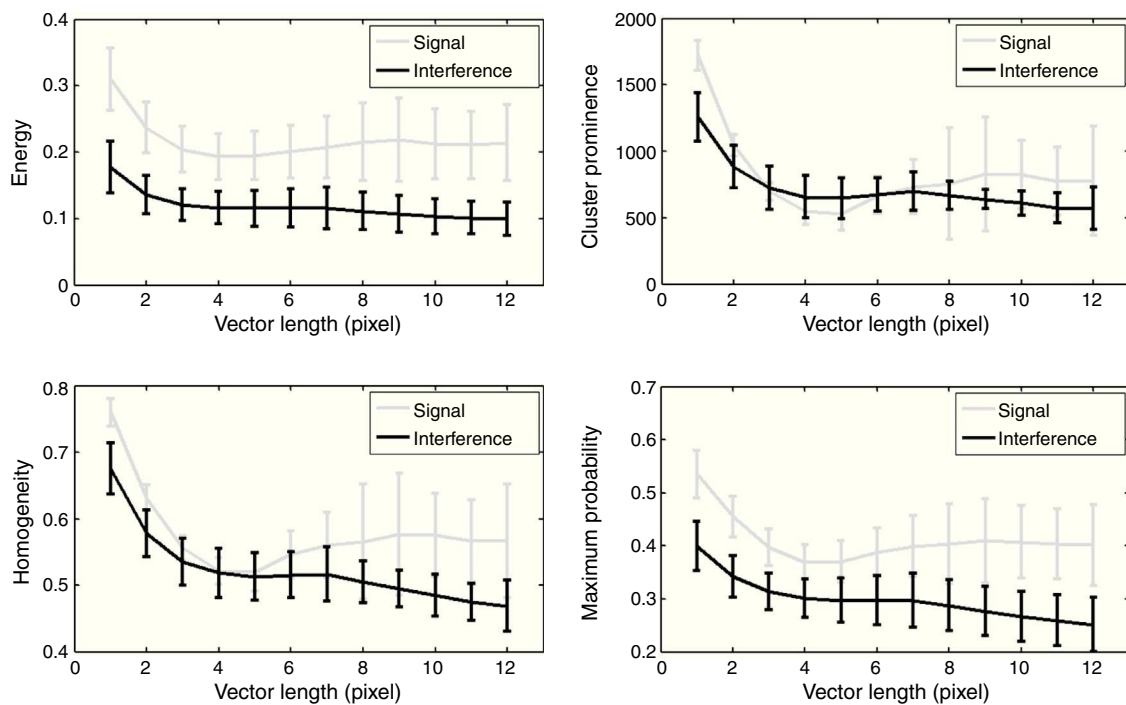 0.4
0.3
0.2
0.1
0
Energy
Signal
Interference
0 2 4 6 8 10 12
Vector length (pixel)
2000
1500
1000
500
0
Cluster prominence
Signal
Interference
0 2 4 6 8 10 12
Vector length (pixel)
0.8
0.7
0.6
0.5
0.4
Homogeneity
Signal
Interference
0 2 4 6 8 10 12
Vector length (pixel)
0.7
0.6
0.5
0.4
0.3
0.2
Maximum probability
Signal
Interference
0 2 4 6 8 10 12
Vector length (pixel)